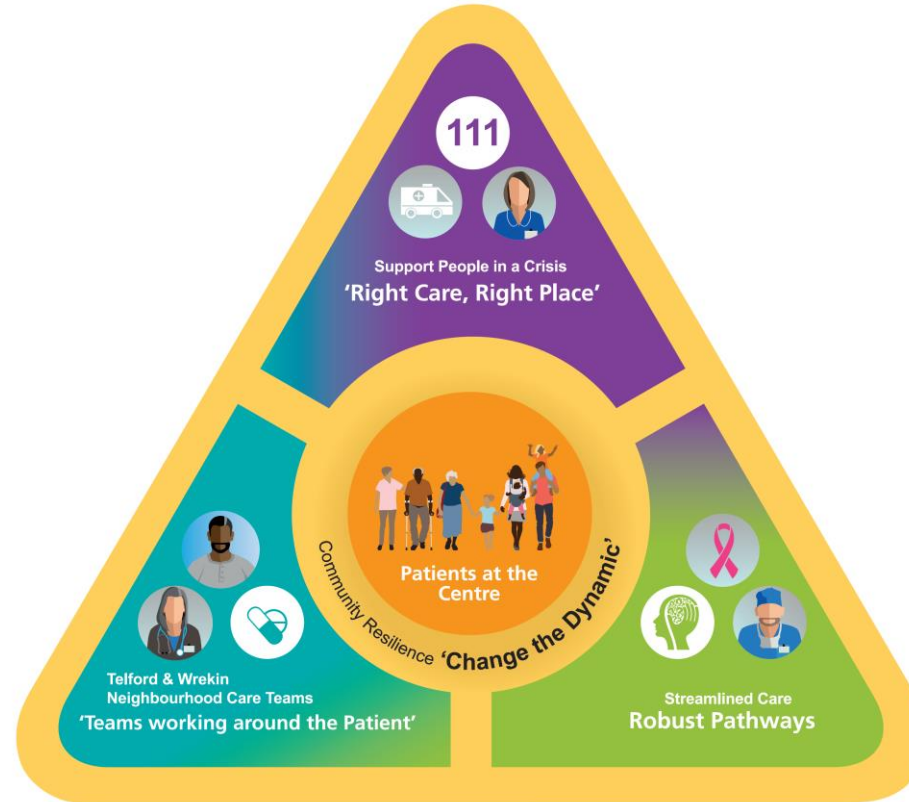 111
Support People in a Crisis
'Right Care, Right Place'
Patients at the
Centre
Community Resilience 'Change the Dynamic'
Telford & Wrekin
Neighbourhood Care Teams
'Teams working around the Patient'
Streamlined Care
Robust Pathways